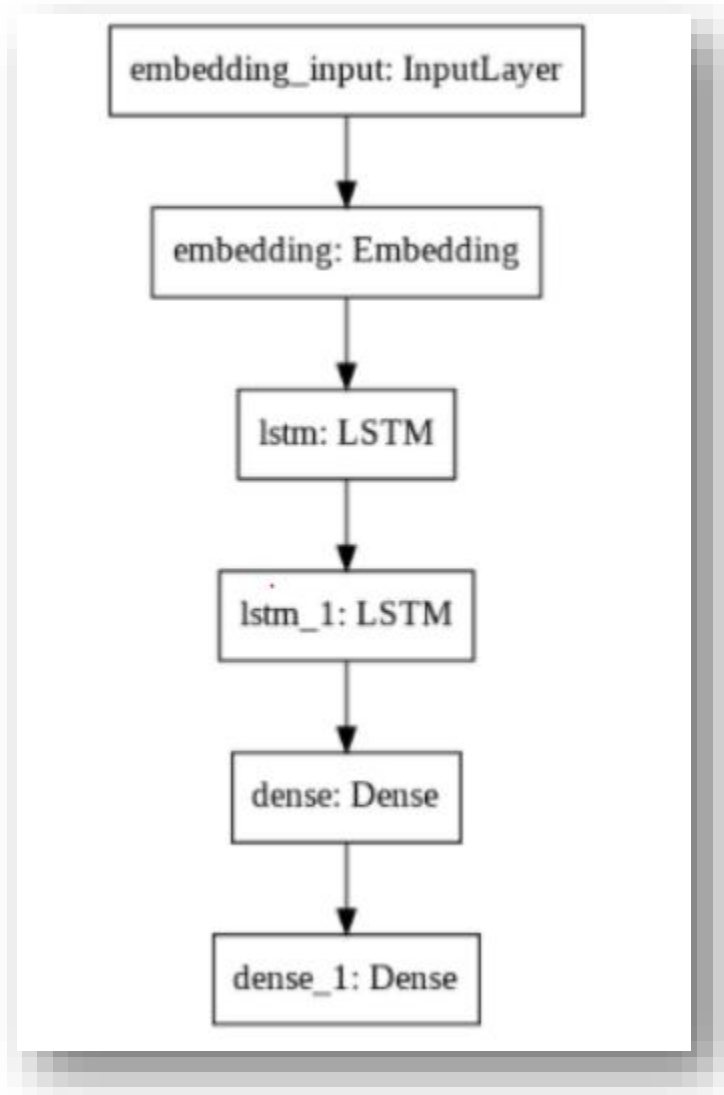 embedding_input: InputLayer
embedding: Embedding
lstm: LSTM
lstm_1: LSTM
dense: Dense
dense_1: Dense